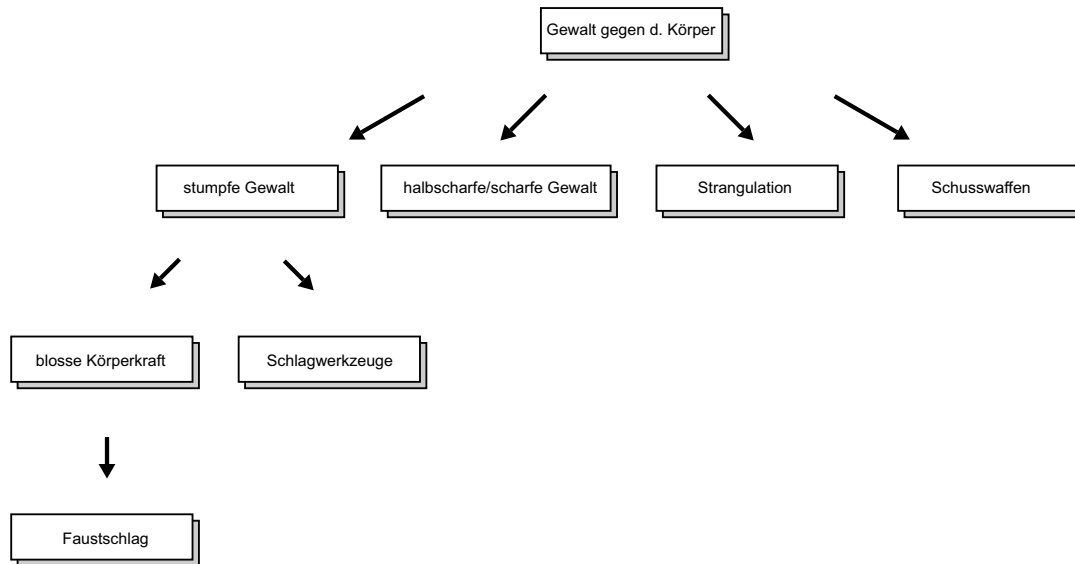 Gewalt gegen d. Körper
stumpfe Gewalt
halbscharfe/scharfe Gewalt
Strangulation
Schusswaffen
blosse Körperkraft
Schlagwerkzeuge
Faustschlag